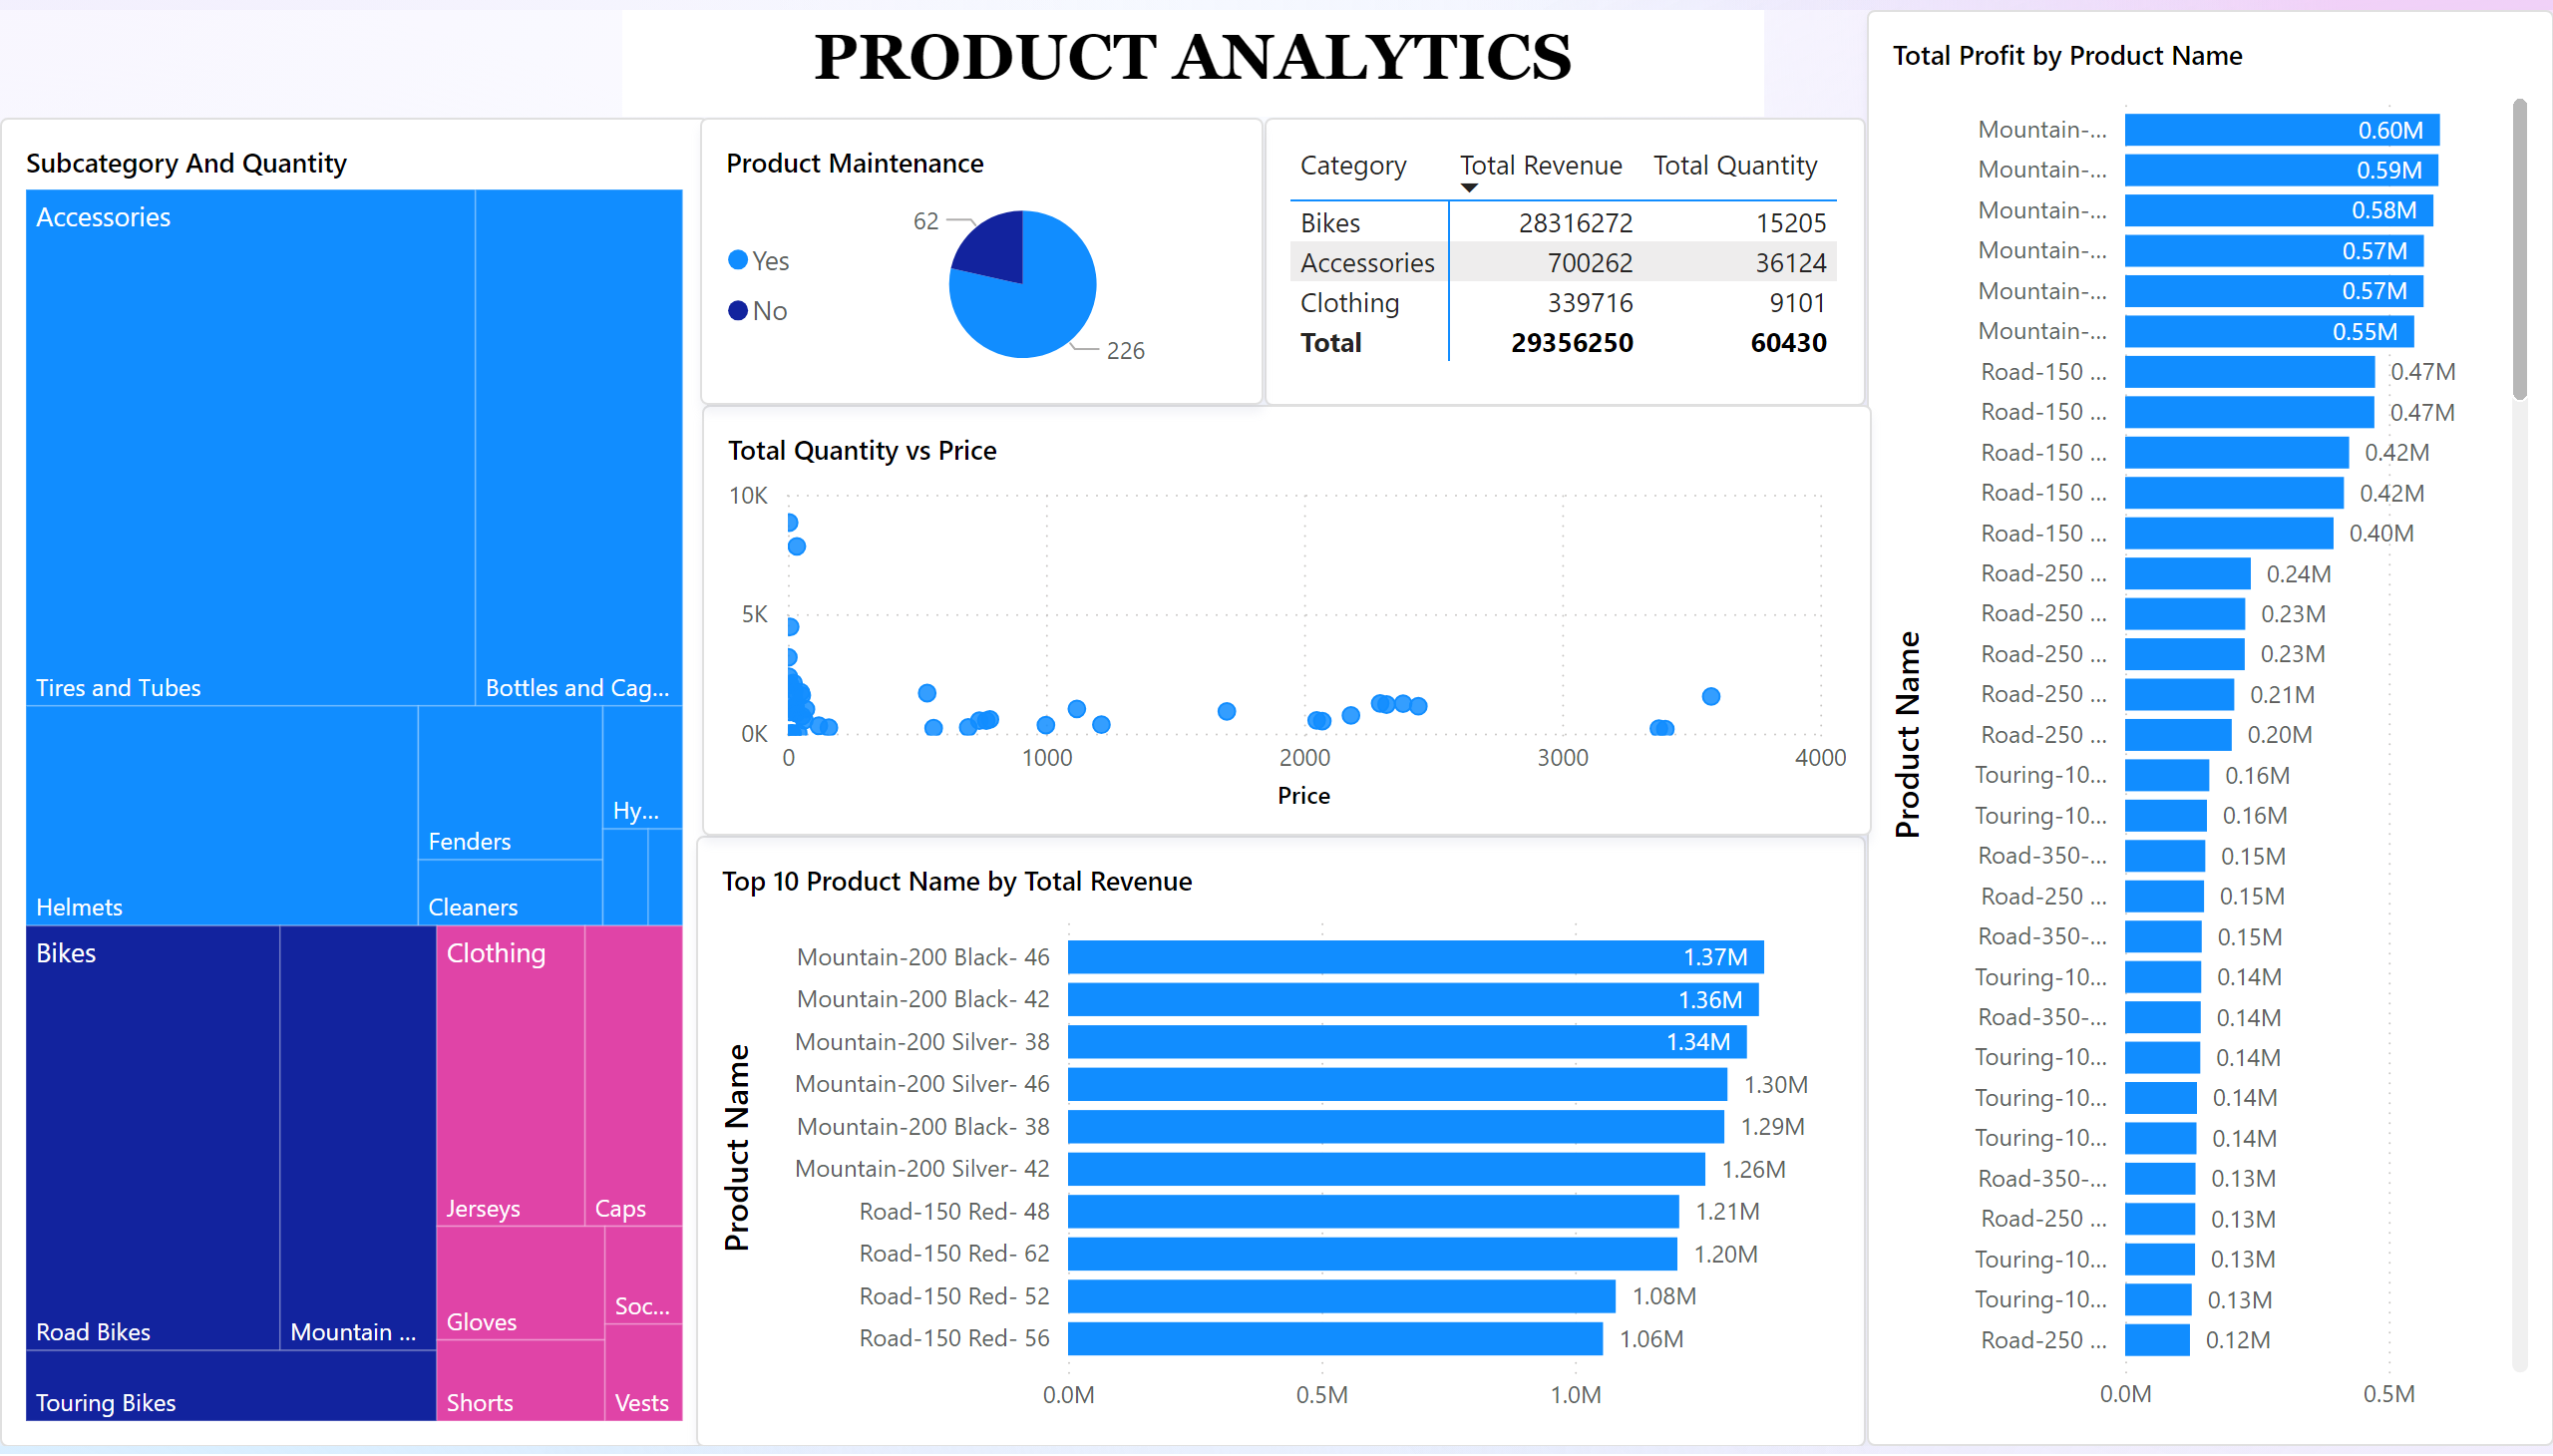 PRODUCT ANALYTICS
Subcategory And Quantity
Accessories
Tires and Tubes
Bottles and Cag...
Helmets
Fenders
Cleaners
Hy...
Bikes
Road Bikes
Mountain ...
Touring Bikes
Clothing
Jerseys
Caps
Gloves
Soc...
Shorts
Vests
Product Maintenance
Yes
No
62
226
Category Total Revenue Total Quantity
Bikes 28316272 15205
Accessories 700262 36124
Clothing 339716 9101
Total 29356250 60430
Total Quantity vs Price
10K
5K
0K
0 1000 2000 3000 4000
Price
Top 10 Product Name by Total Revenue
Product Name
Mountain-200 Black- 46 1.37M
Mountain-200 Black- 42 1.36M
Mountain-200 Silver- 38 1.34M
Mountain-200 Silver- 46 1.30M
Mountain-200 Black- 38 1.29M
Mountain-200 Silver- 42 1.26M
Road-150 Red- 48 1.21M
Road-150 Red- 62 1.20M
Road-150 Red- 52 1.08M
Road-150 Red- 56 1.06M
0.0M 0.5M 1.0M
Total Profit by Product Name
Product Name
Mountain-... 0.60M
Mountain-... 0.59M
Mountain-... 0.58M
Mountain-... 0.57M
Mountain-... 0.57M
Mountain-... 0.55M
Road-150 ... 0.47M
Road-150 ... 0.47M
Road-150 ... 0.42M
Road-150 ... 0.42M
Road-150 ... 0.40M
Road-250 ... 0.24M
Road-250 ... 0.23M
Road-250 ... 0.23M
Road-250 ... 0.21M
Road-250 ... 0.20M
Touring-10... 0.16M
Touring-10... 0.16M
Road-350-... 0.15M
Road-250 ... 0.15M
Road-350-... 0.15M
Touring-10... 0.14M
Road-350-... 0.14M
Touring-10... 0.14M
Touring-10... 0.14M
Touring-10... 0.14M
Road-350-... 0.13M
Road-250 ... 0.13M
Touring-10... 0.13M
Touring-10... 0.13M
Road-250 ... 0.12M
0.0M 0.5M